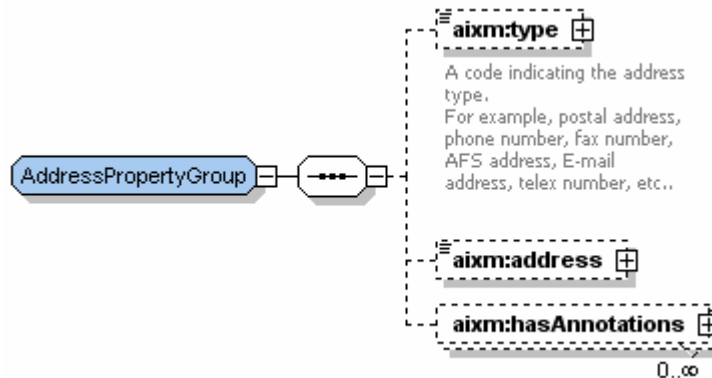 aixm:type
A code indicating the address
type.
For example, postal address,
phone number, fax number,
AFS address, E-mail
address, telex number, etc..
AddressPropertyGroup
aixm:address
aixm:hasAnnotations
0..∞